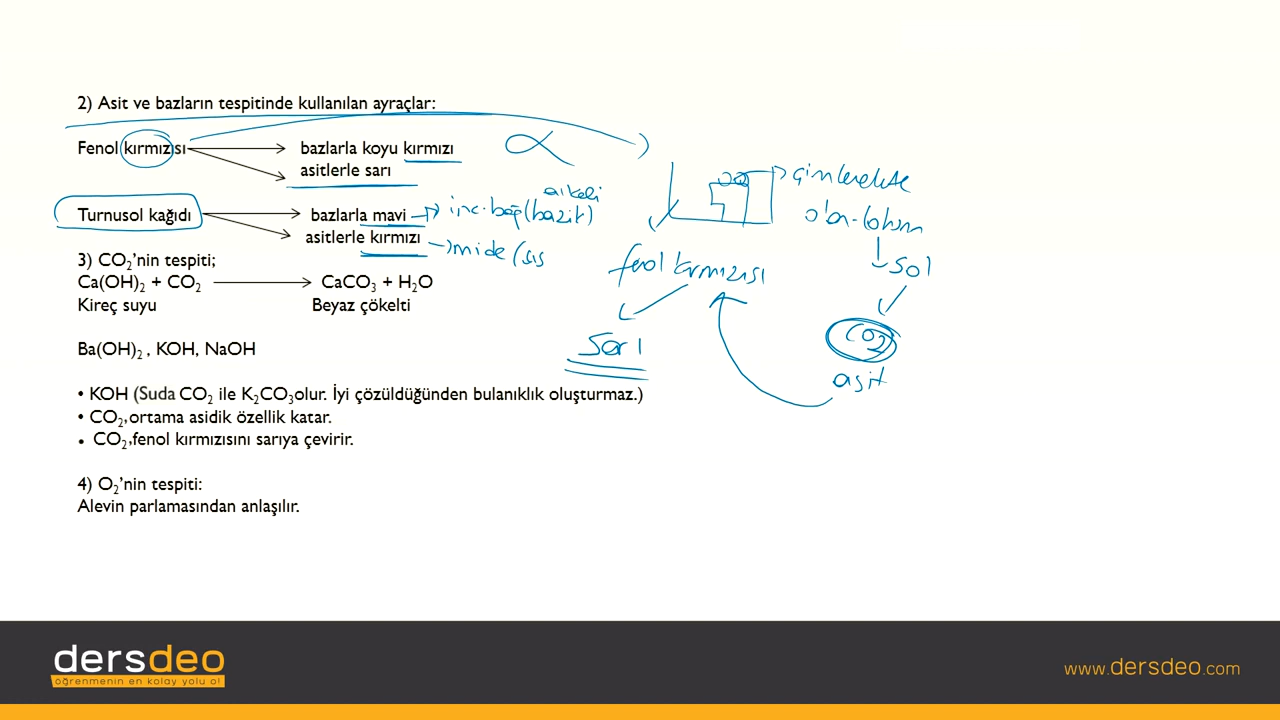 2) Asit ve bazların tespitinde kullanılan ayraçlar:
Fenol kırmızısı bazlarla koyu kırmızı
asitlerle sarı
Turnusol kağıdı bazlarla mavi
asitlerle kırmızı
alkali
inc. bağ (bazik)
mide (as
3) CO₂'nin tespiti;
Ca(OH)₂ + CO₂ CaCO₃ + H₂O
Kireç suyu Beyaz çökelti
Ba(OH)₂ , KOH, NaOH
• KOH (Suda CO₂ ile K₂CO₃olur. İyi çözüldüğünden bulanıklık oluşturmaz.)
• CO₂,ortama asidik özellik katar.
• CO₂,fenol kırmızısını sarıya çevirir.
4) O₂'nin tespiti:
Alevin parlamasından anlaşılır.
çimlenmekte
olan tohum
Sol
CO₂
asit
fenol kırmızısı
Sarı
dersdeo
öğrenmenin en kolay yolu o!
www.dersdeo.com